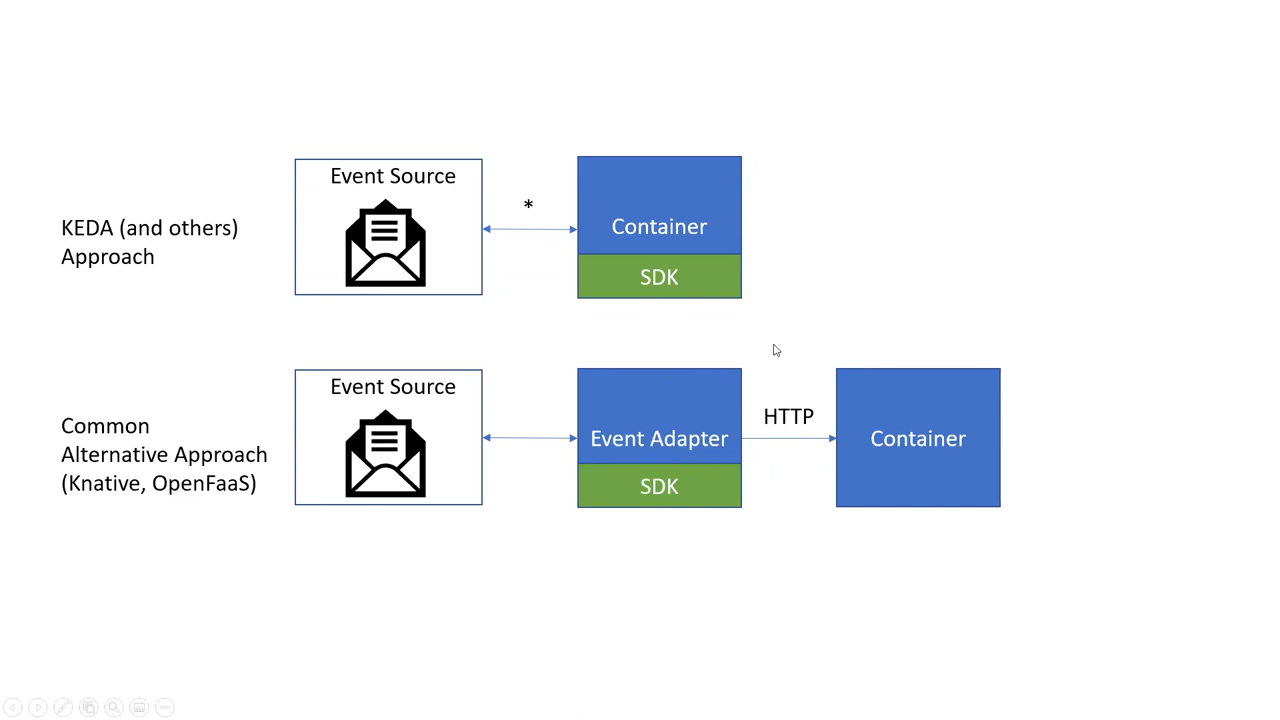 Event Source
*
Container
KEDA (and others)
Approach
SDK
Event Source
HTTP
Common
Alternative Approach
(Knative, OpenFaaS)
Event Adapter
Container
SDK